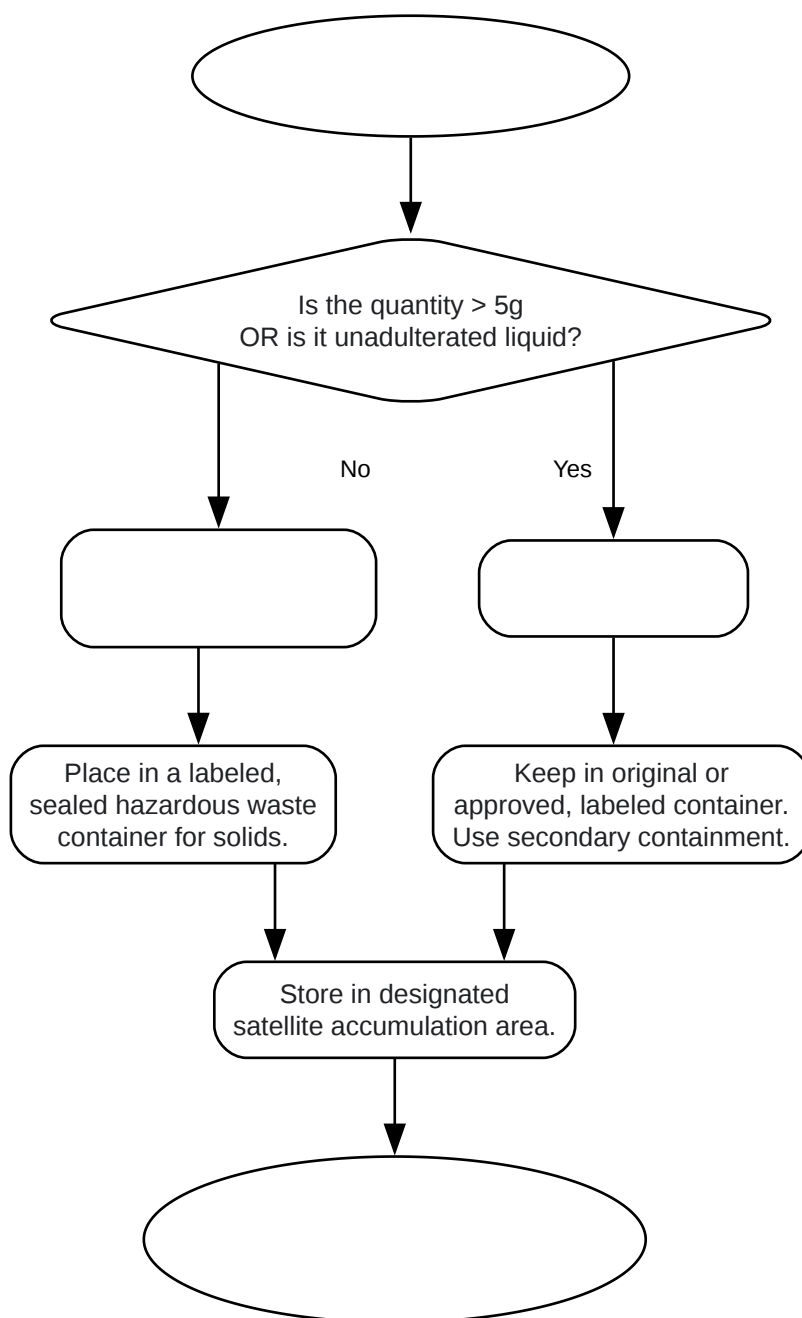 Is the quantity > 5g
OR is it unadulterated liquid?
No
Yes
Place in a labeled,
sealed hazardous waste
container for solids.
Keep in original or
approved, labeled container.
Use secondary containment.
Store in designated
satellite accumulation area.